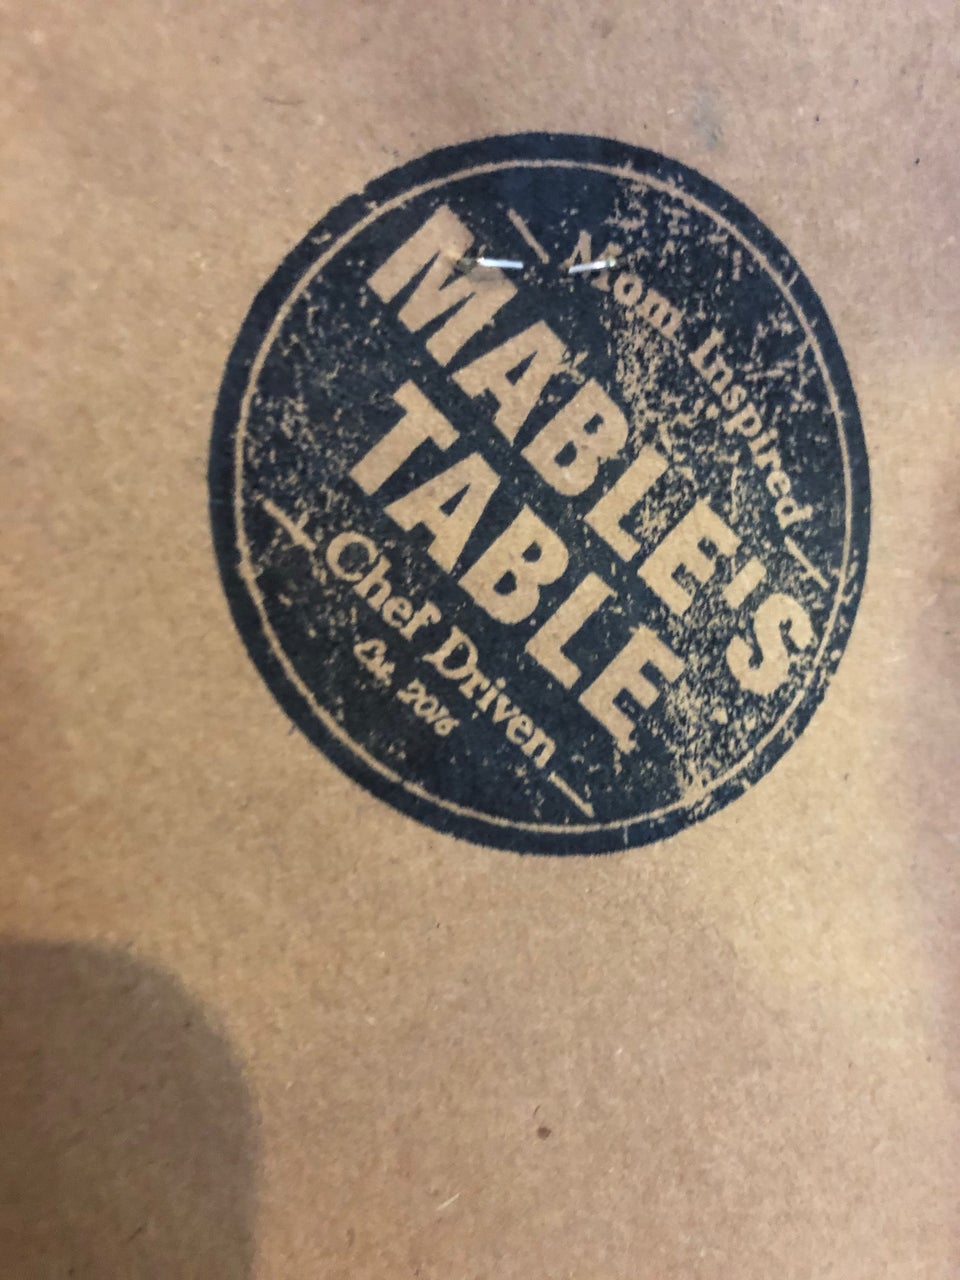 Mom Inspired
MABLE'S
TABLE
Chef Driven
Est. 2016